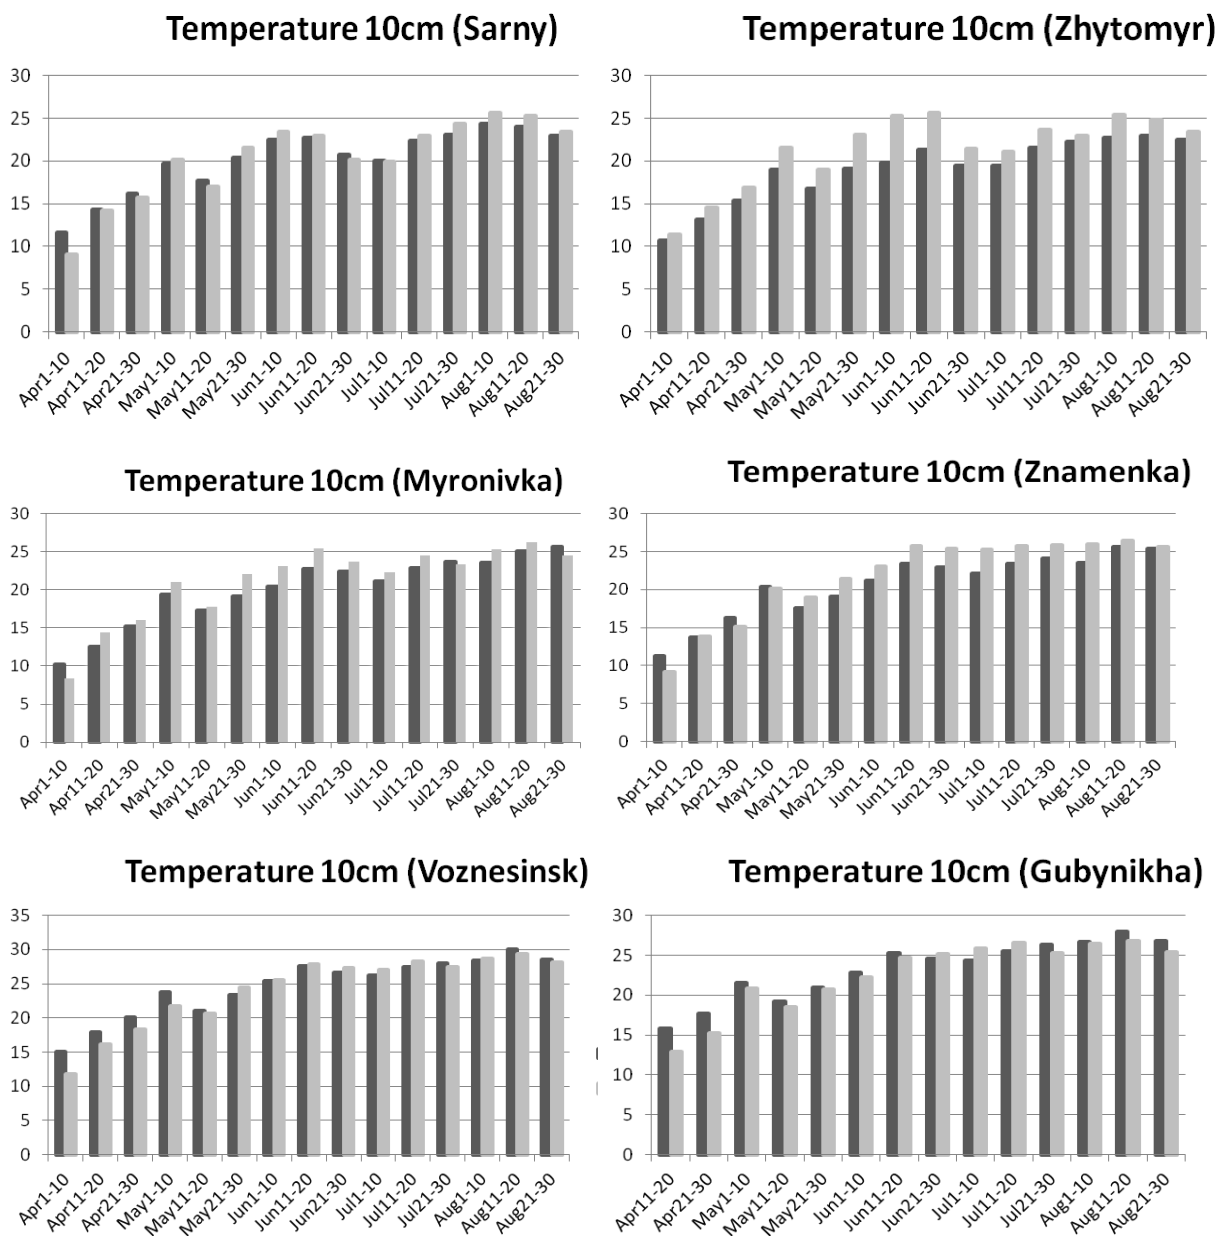 Temperature 10cm (Sarny)
30
25
20
15
10
5
0
Apr1-10
Apr11-20
Apr21-30
May1-10
May11-20
May21-30
Jun1-10
Jun11-20
Jun21-30
Jul1-10
Jul11-20
Jul21-30
Aug1-10
Aug11-20
Aug21-30
Temperature 10cm (Zhytomyr)
30
25
20
15
10
5
0
Apr1-10
Apr11-20
Apr21-30
May1-10
May11-20
May21-30
Jun1-10
Jun11-20
Jun21-30
Jul1-10
Jul11-20
Jul21-30
Aug1-10
Aug11-20
Aug21-30
Temperature 10cm (Myronivka)
30
25
20
15
10
5
0
Apr1-10
Apr11-20
Apr21-30
May1-10
May11-20
May21-30
Jun1-10
Jun11-20
Jun21-30
Jul1-10
Jul11-20
Jul21-30
Aug1-10
Aug11-20
Aug21-30
Temperature 10cm (Znamenka)
30
25
20
15
10
5
0
Apr1-10
Apr11-20
Apr21-30
May1-10
May11-20
May21-30
Jun1-10
Jun11-20
Jun21-30
Jul1-10
Jul11-20
Jul21-30
Aug1-10
Aug11-20
Aug21-30
Temperature 10cm (Voznesinsk)
35
30
25
20
15
10
5
0
Apr1-10
Apr11-20
Apr21-30
May1-10
May11-20
May21-30
Jun1-10
Jun11-20
Jun21-30
Jul1-10
Jul11-20
Jul21-30
Aug1-10
Aug11-20
Aug21-30
Temperature 10cm (Gubynikha)
30
25
20
15
10
5
0
Apr11-20
Apr21-30
May1-10
May11-20
May21-30
Jun1-10
Jun11-20
Jun21-30
Jul1-10
Jul11-20
Jul21-30
Aug1-10
Aug11-20
Aug21-30